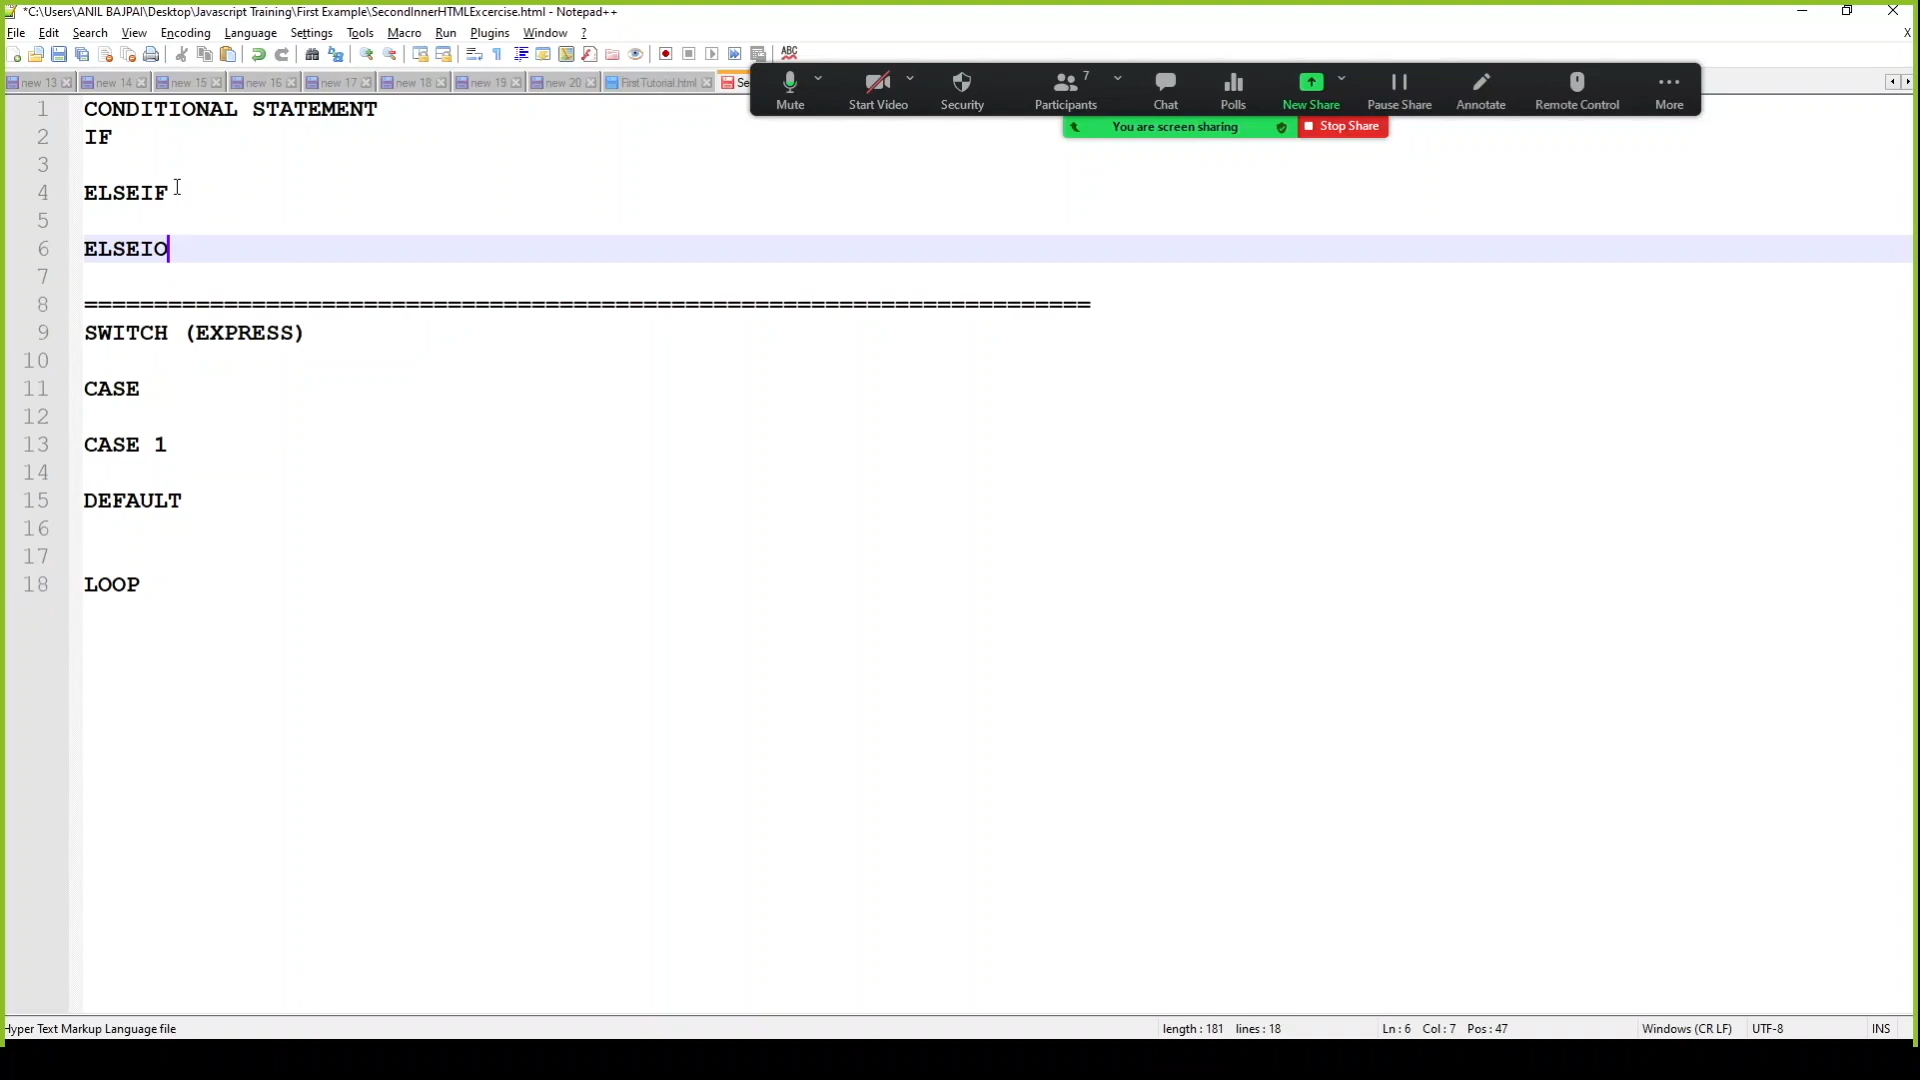 *C:\Users\ANIL BAJPAI\Desktop\Javascript Training\First Example\SecondInnerHTMLExcercise.html - Notepad++
File Edit Search View Encoding Language Settings Tools Macro Run Plugins Window ? X
ABC
new 13 new 14 new 15 new 16 new 17 new 18 new 19 new 20 FirstTutorial.html Se
7
Mute Start Video Security Participants Chat Polls New Share Pause Share Annotate Remote Control More
You are screen sharing Stop Share
1 CONDITIONAL STATEMENT
2 IF
3
4 ELSEIF
5
6 ELSEIO
7
8 ========================================================================
9 SWITCH (EXPRESS)
10
11 CASE
12
13 CASE 1
14
15 DEFAULT
16
17
18 LOOP
Hyper Text Markup Language file length : 181 lines : 18 Ln : 6 Col : 7 Pos : 47 Windows (CR LF) UTF-8 INS